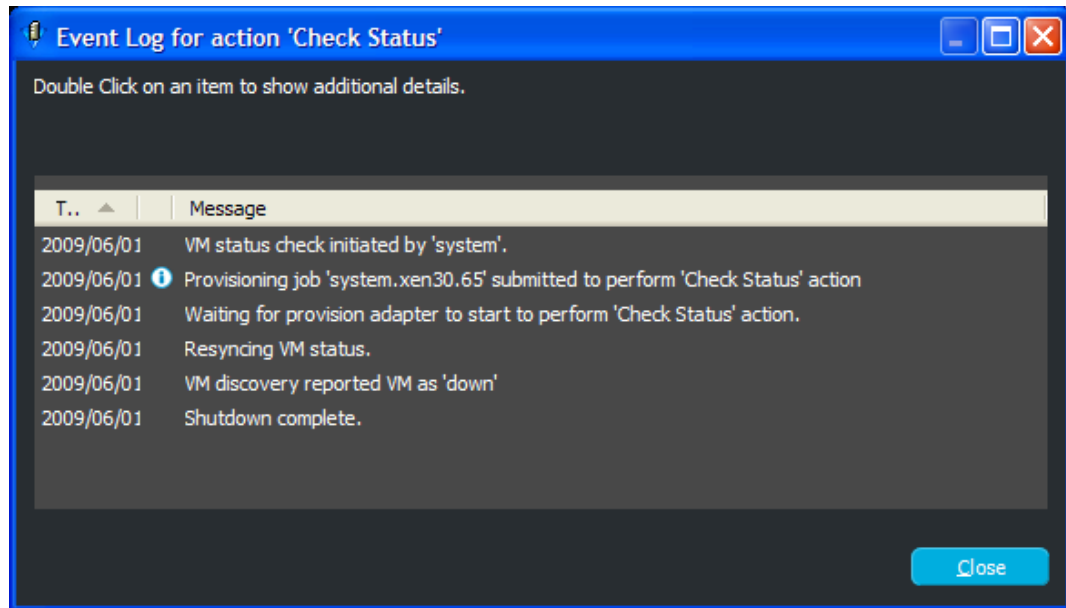 Event Log for action 'Check Status'
Double Click on an item to show additional details.
T.. Message
2009/06/01 VM status check initiated by 'system'.
2009/06/01 Provisioning job 'system.xen30.65' submitted to perform 'Check Status' action
2009/06/01 Waiting for provision adapter to start to perform 'Check Status' action.
2009/06/01 Resyncing VM status.
2009/06/01 VM discovery reported VM as 'down'
2009/06/01 Shutdown complete.
Close